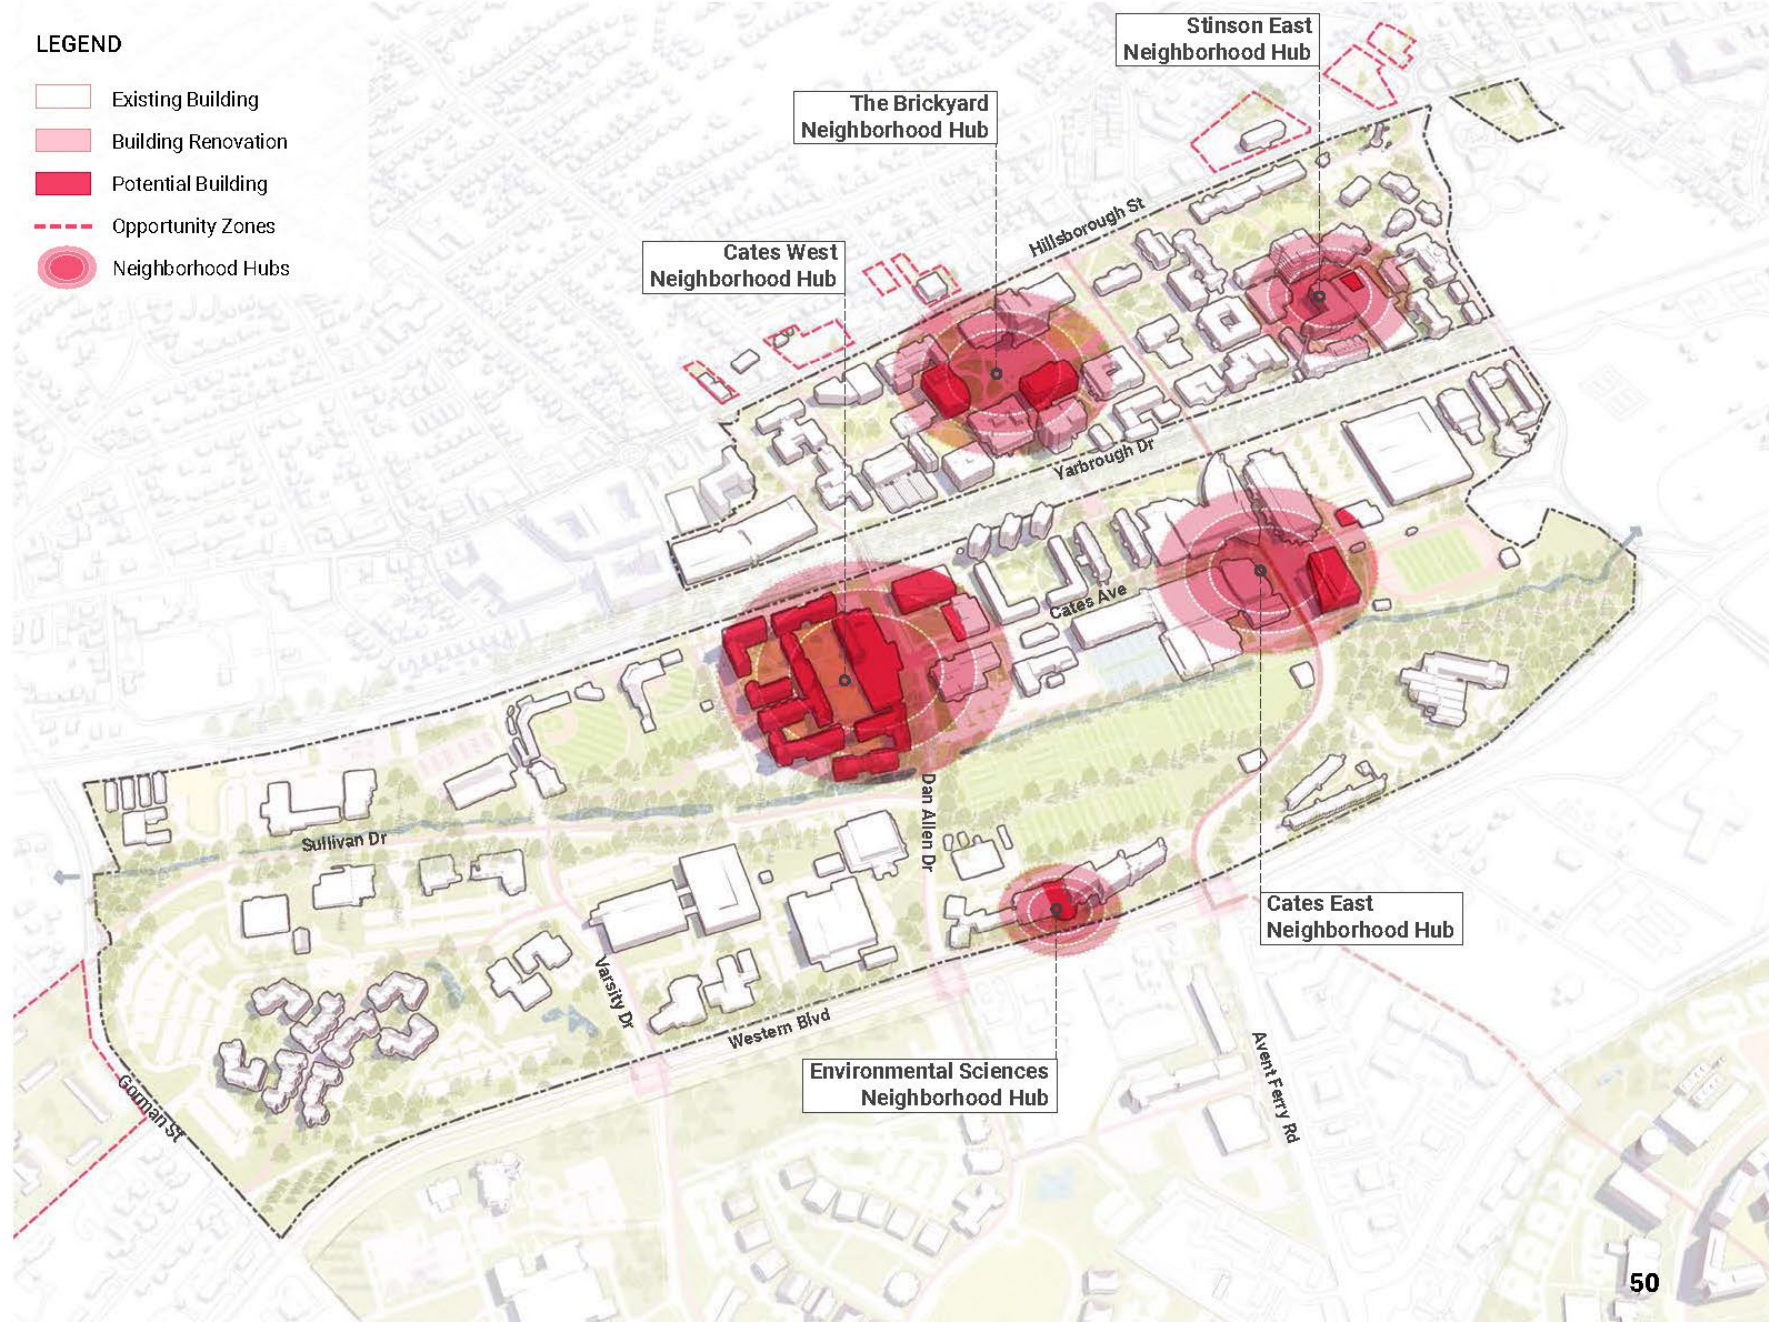 LEGEND
Existing Building
Building Renovation
Potential Building
Opportunity Zones
Neighborhood Hubs
Stinson East
Neighborhood Hub
The Brickyard
Neighborhood Hub
Cates West
Neighborhood Hub
Hillsborough St
Yarbrough Dr
Cates Ave
Dan Allen Dr
Sullivan Dr
Varsity Dr
Western Blvd
Gorman St
Cates East
Neighborhood Hub
Environmental Sciences
Neighborhood Hub
Avent Ferry Rd
50